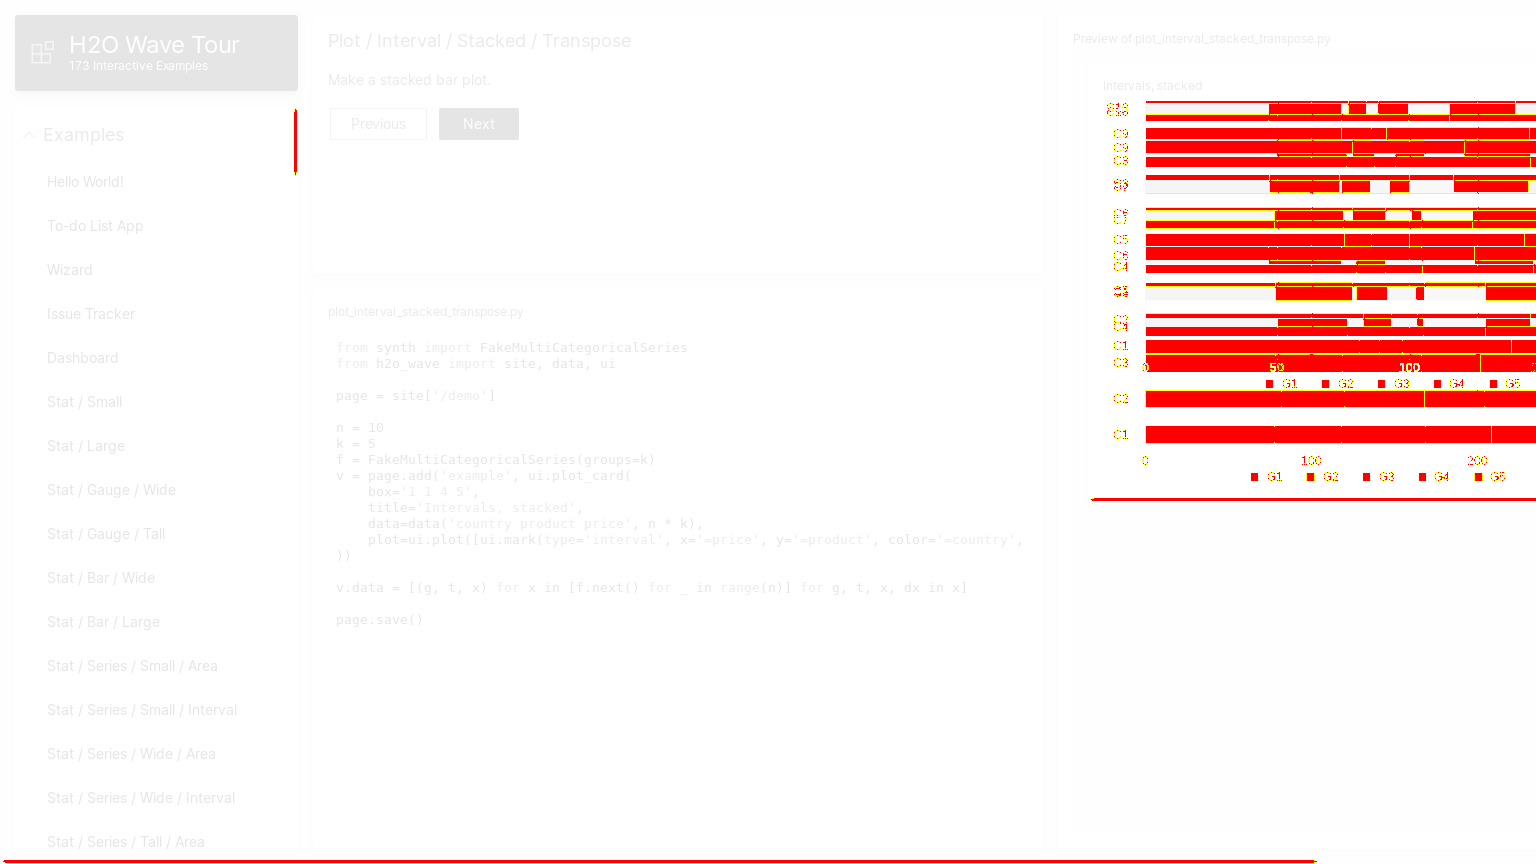 H2O Wave Tour
173 Interactive Examples
Examples
Hello World!
To-do List App
Wizard
Issue Tracker
Dashboard
Stat / Small
Stat / Large
Stat / Gauge / Wide
Stat / Gauge / Tall
Stat / Bar / Wide
Stat / Bar / Large
Stat / Series / Small / Area
Stat / Series / Small / Interval
Stat / Series / Wide / Area
Stat / Series / Wide / Interval
Stat / Series / Tall / Area
Plot / Interval / Stacked / Transpose
Make a stacked bar plot.
Previous Next
plot_interval_stacked_transpose.py
from synth import FakeMultiCategoricalSeries
from h2o_wave import site, data, ui
page = site['/demo']
n = 10
k = 5
f = FakeMultiCategoricalSeries(groups=k)
v = page.add('example', ui.plot_card(
box='1 1 4 5',
title='Intervals, stacked',
data=data('country product price', n * k),
plot=ui.plot([ui.mark(type='interval', x='=price', y='=product', color='=country',
))
v.data = [(g, t, x) for x in [f.next() for _ in range(n)] for g, t, x, dx in x]
page.save()
Preview of plot_interval_stacked_transpose.py
Intervals, stacked
C9
C9
C8
C5
C6
C4
C1
C3
0 50 100
G1 G2 G3 G4 G5
C2
C1
0 100 200
G1 G2 G3 G4 G5